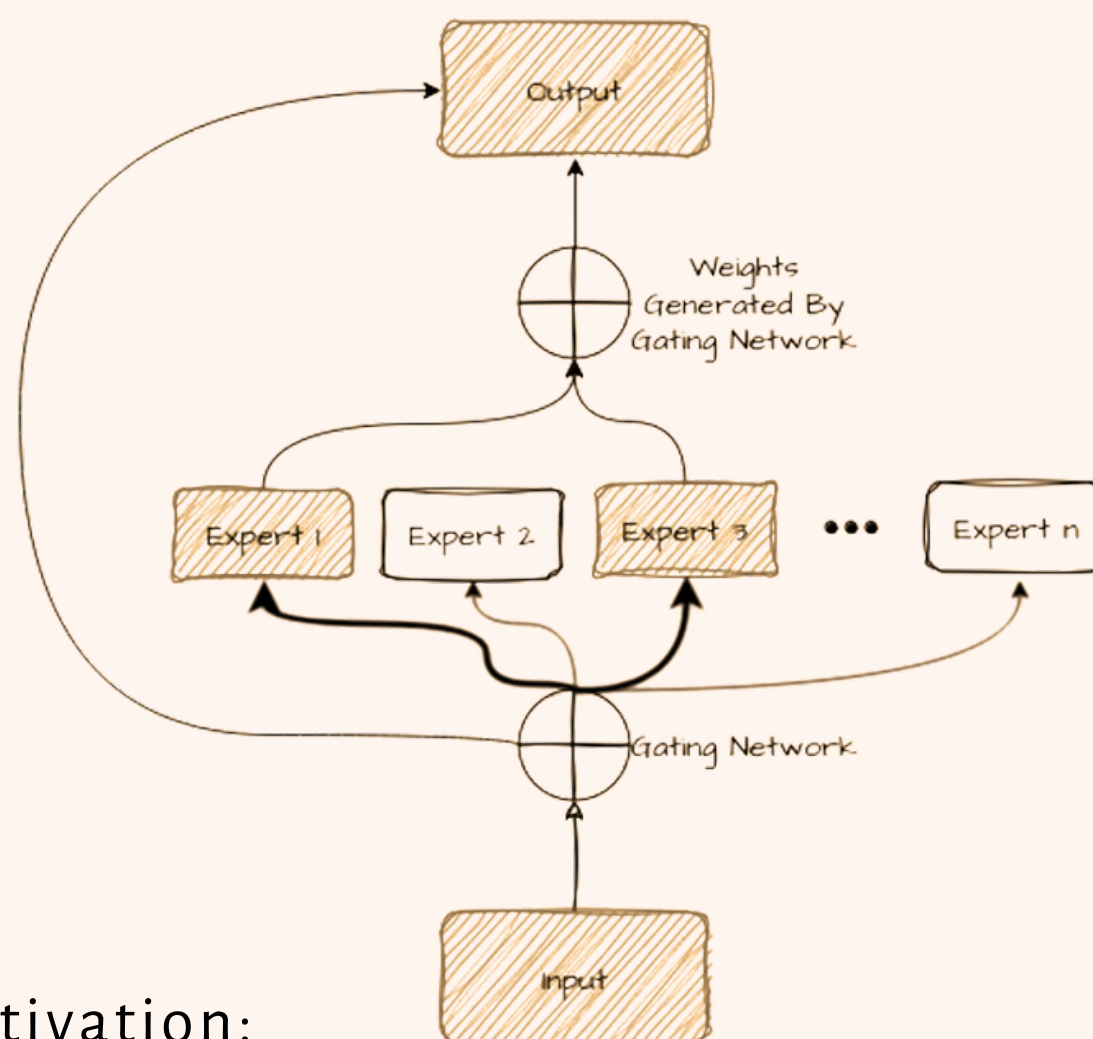 Output
Weights
Generated By
Gating Network
Expert 1
Expert 2
Expert 3
Expert n
Gating Network
Input
tivation: